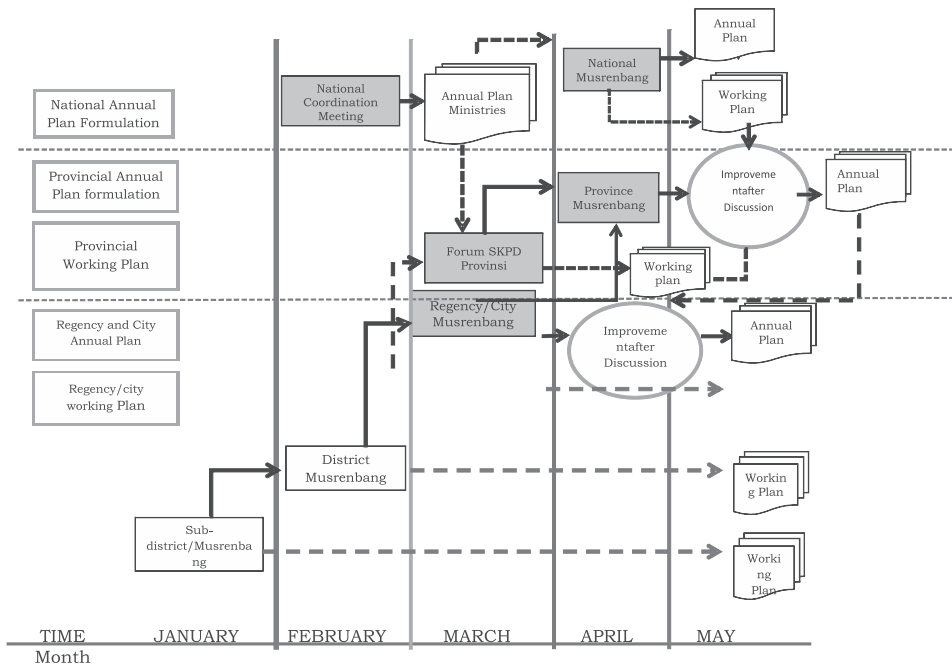 Annual
Plan
National
Musrenbang
National
Coordination
Meeting
Annual Plan
Ministries
Working
Plan
National Annual
Plan Formulation
Provincial Annual
Plan formulation
Province
Musrenbang
Improveme
ntafter
Discussion
Annual
Plan
Provincial
Working Plan
Forum SKPD
Provinsi
Working
plan
Regency/City
Musrenbang
Regency and City
Annual Plan
Improveme
ntafter
Discussion
Annual
Plan
Regency/city
working Plan
District
Musrenbang
Workin
g Plan
Sub-
district/Musrenba
ng
Worki
ng
Plan
TIME JANUARY FEBRUARY MARCH APRIL MAY
Month